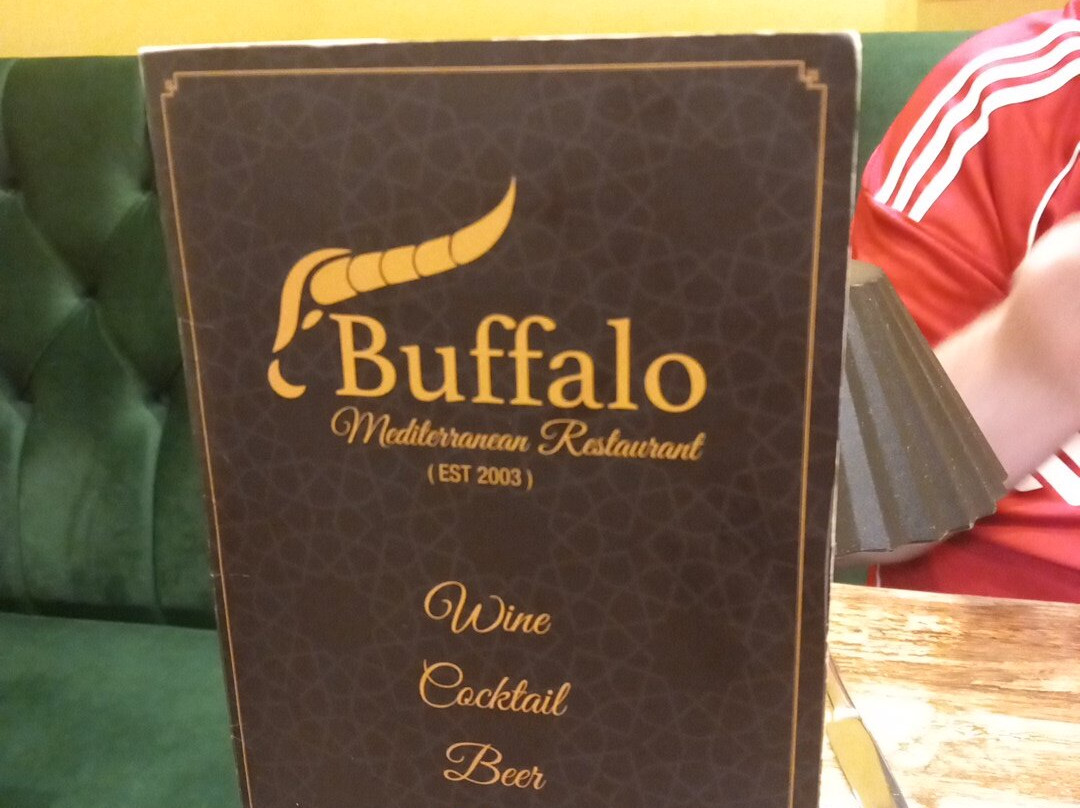 Buffalo
Mediterranean Restaurant
( EST 2003 )
Wine
Cocktail
Beer